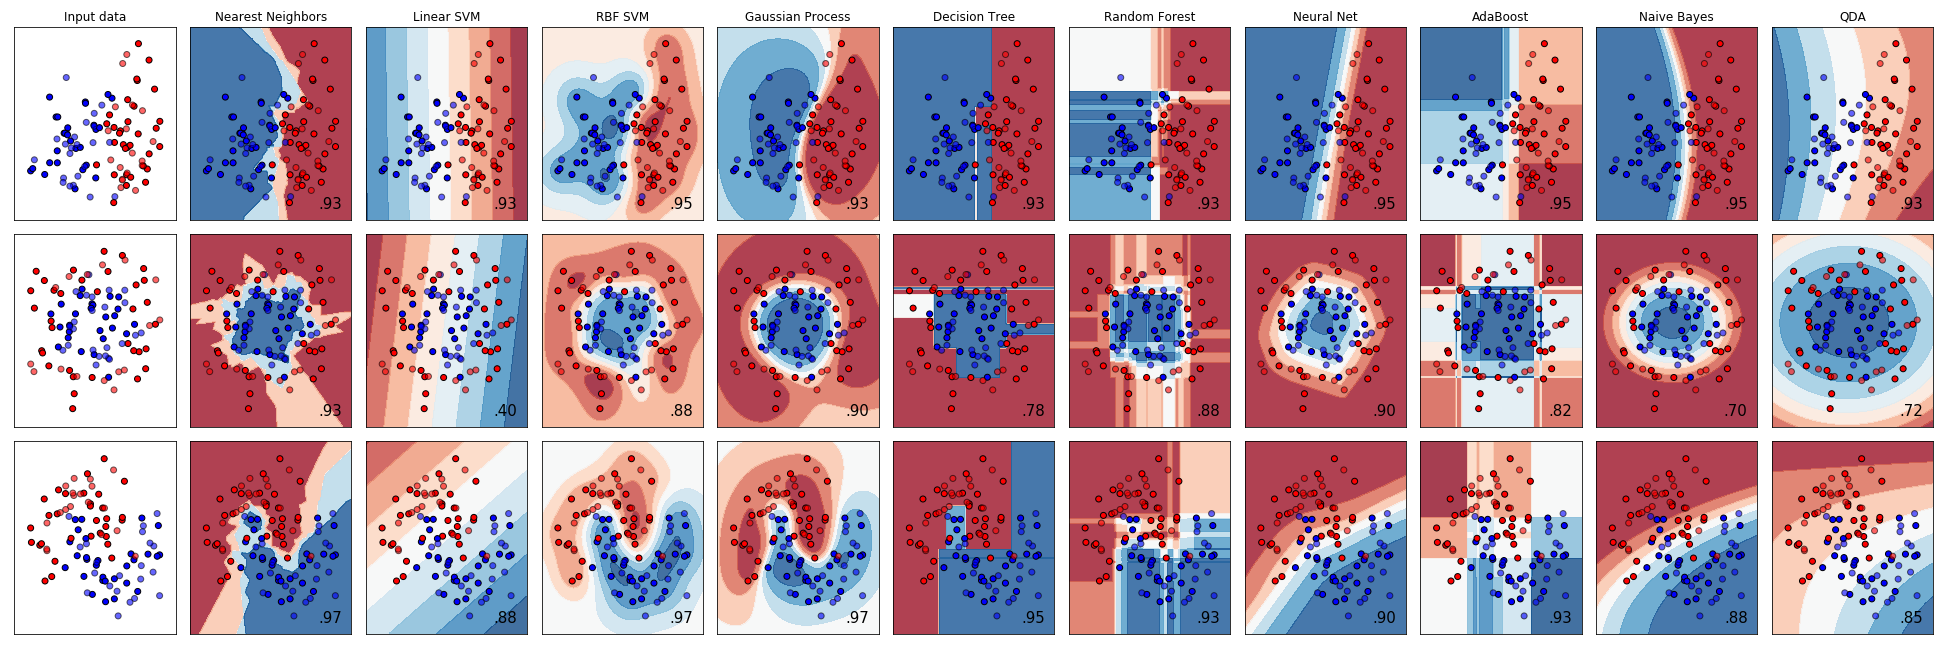 Input data
Nearest Neighbors
Linear SVM
RBF SVM
Gaussian Process
Decision Tree
Random Forest
Neural Net
AdaBoost
Naive Bayes
QDA
.93
.93
.95
.93
.93
.93
.95
.95
.95
.93
.93
.40
.88
.90
.78
.88
.90
.82
.70
.72
.97
.88
.97
.97
.95
.93
.90
.93
.88
.85